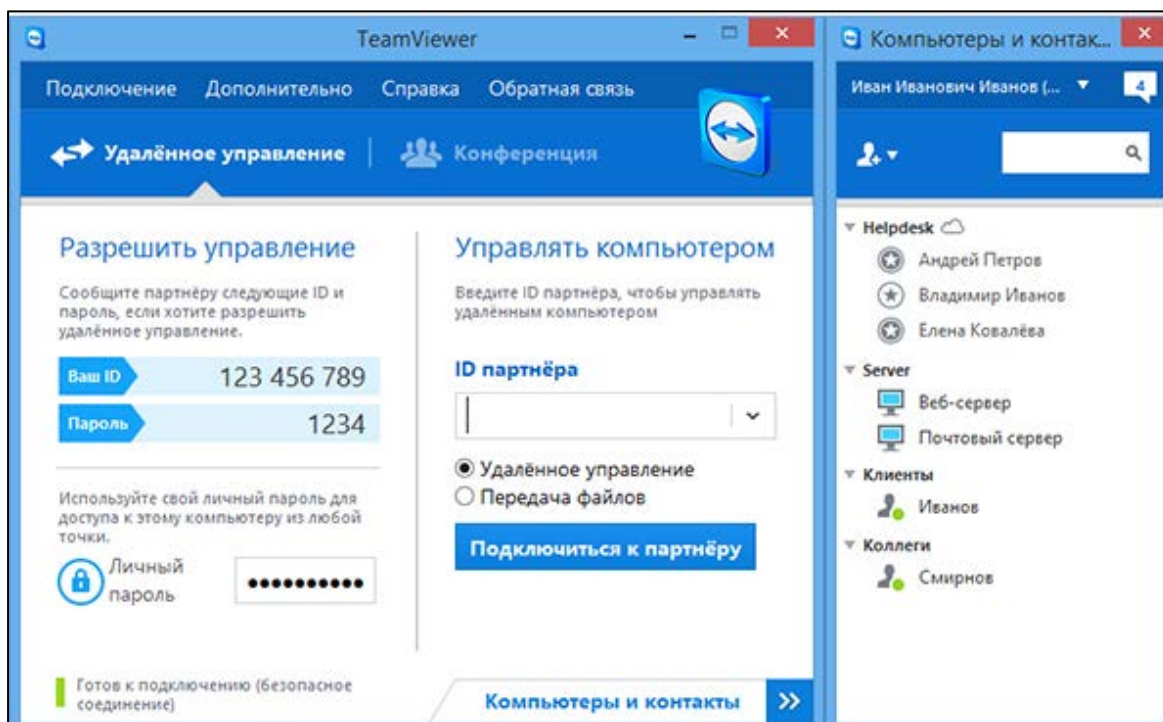 TeamViewer
Подключение Дополнительно Справка Обратная связь
Удалённое управление Конференция
Разрешить управление
Сообщите партнёру следующие ID и
пароль, если хотите разрешить
удалённое управление.
Ваш ID 123 456 789
Пароль 1234
Используйте свой личный пароль для
доступа к этому компьютеру из любой
точки.
Личный
пароль
Готов к подключению (безопасное
соединение)
Управлять компьютером
Введите ID партнёра, чтобы управлять
удалённым компьютером
ID партнёра
Удалённое управление
Передача файлов
Подключиться к партнёру
Компьютеры и контакты
Компьютеры и контак...
Иван Иванович Иванов (... 4
Helpdesk
Андрей Петров
Владимир Иванов
Елена Ковалёва
Server
Веб-сервер
Почтовый сервер
Клиенты
Иванов
Коллеги
Смирнов